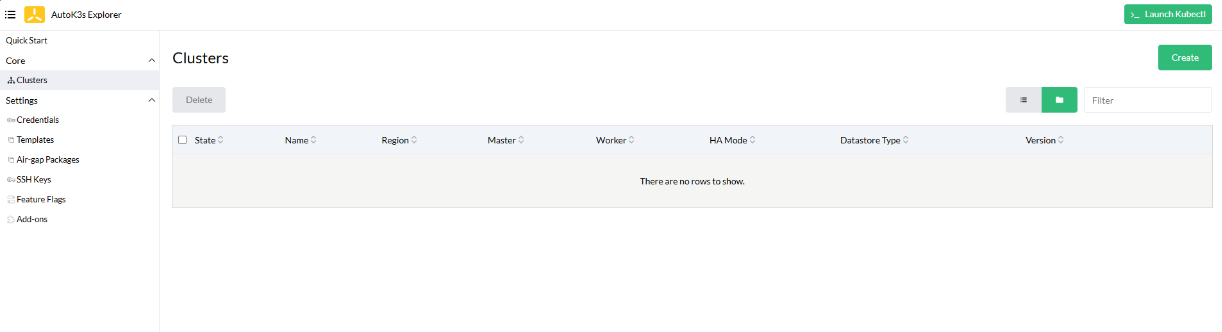 AutoK3s Explorer
>_ Launch Kubectl
Quick Start
Core
Clusters
Settings
Credentials
Templates
Air-gap Packages
SSH Keys
Feature Flags
Add-ons
Clusters
Create
Delete
Filter
State Name Region Master Worker HA Mode Datastore Type Version
There are no rows to show.